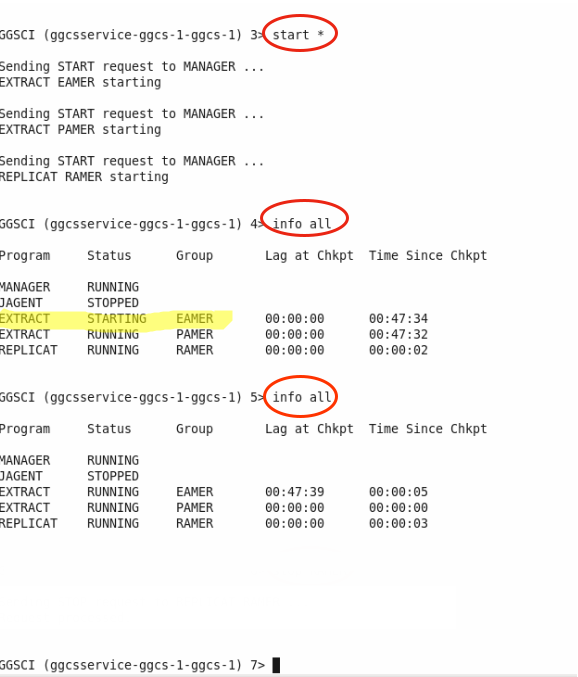 GGSCI (ggcsservice-ggcs-1-ggcs-1) 3> start *
Sending START request to MANAGER ...
EXTRACT EAMER starting
Sending START request to MANAGER ...
EXTRACT PAMER starting
Sending START request to MANAGER ...
REPLICAT RAMER starting
GGSCI (ggcsservice-ggcs-1-ggcs-1) 4> info all
Program Status Group Lag at Chkpt Time Since Chkpt
MANAGER RUNNING
JAGENT STOPPED
EXTRACT STARTING EAMER 00:00:00 00:47:34
EXTRACT RUNNING PAMER 00:00:00 00:47:32
REPLICAT RUNNING RAMER 00:00:00 00:00:02
GGSCI (ggcsservice-ggcs-1-ggcs-1) 5> info all
Program Status Group Lag at Chkpt Time Since Chkpt
MANAGER RUNNING
JAGENT STOPPED
EXTRACT RUNNING EAMER 00:47:39 00:00:05
EXTRACT RUNNING PAMER 00:00:00 00:00:00
REPLICAT RUNNING RAMER 00:00:00 00:00:03
GGSCI (ggcsservice-ggcs-1-ggcs-1) 7>